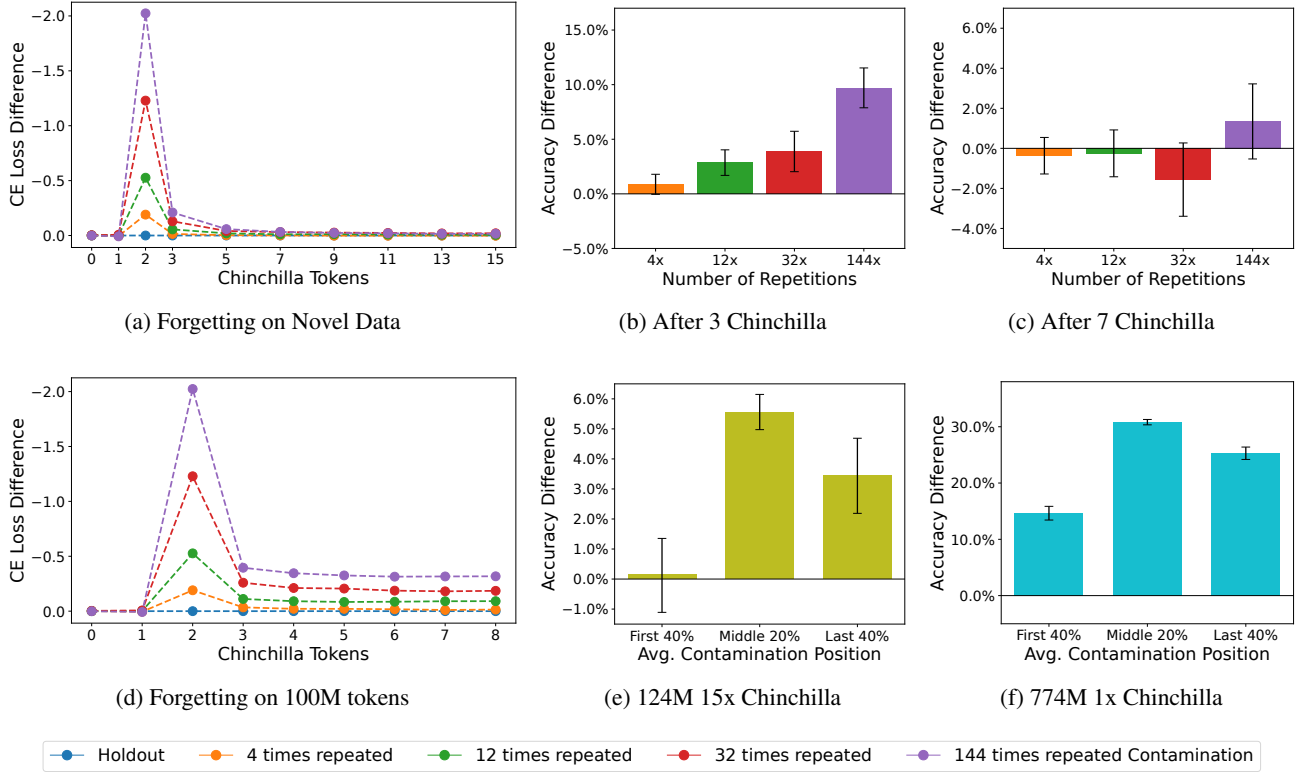 CE Loss Difference
−2.0
−1.5
−1.0
−0.5
0.0
0 1 2 3 5 7 9 11 13 15
Chinchilla Tokens
(a) Forgetting on Novel Data
Accuracy Difference
15.0%
10.0%
5.0%
0.0%
−5.0%
4x 12x 32x 144x
Number of Repetitions
(b) After 3 Chinchilla
Accuracy Difference
6.0%
4.0%
2.0%
0.0%
−2.0%
−4.0%
4x 12x 32x 144x
Number of Repetitions
(c) After 7 Chinchilla
CE Loss Difference
−2.0
−1.5
−1.0
−0.5
0.0
0 1 2 3 4 5 6 7 8
Chinchilla Tokens
(d) Forgetting on 100M tokens
Accuracy Difference
6.0%
5.0%
4.0%
3.0%
2.0%
1.0%
0.0%
−1.0%
First 40% Middle 20% Last 40%
Avg. Contamination Position
(e) 124M 15x Chinchilla
Accuracy Difference
30.0%
20.0%
10.0%
0.0%
First 40% Middle 20% Last 40%
Avg. Contamination Position
(f) 774M 1x Chinchilla
Holdout 4 times repeated 12 times repeated 32 times repeated 144 times repeated Contamination